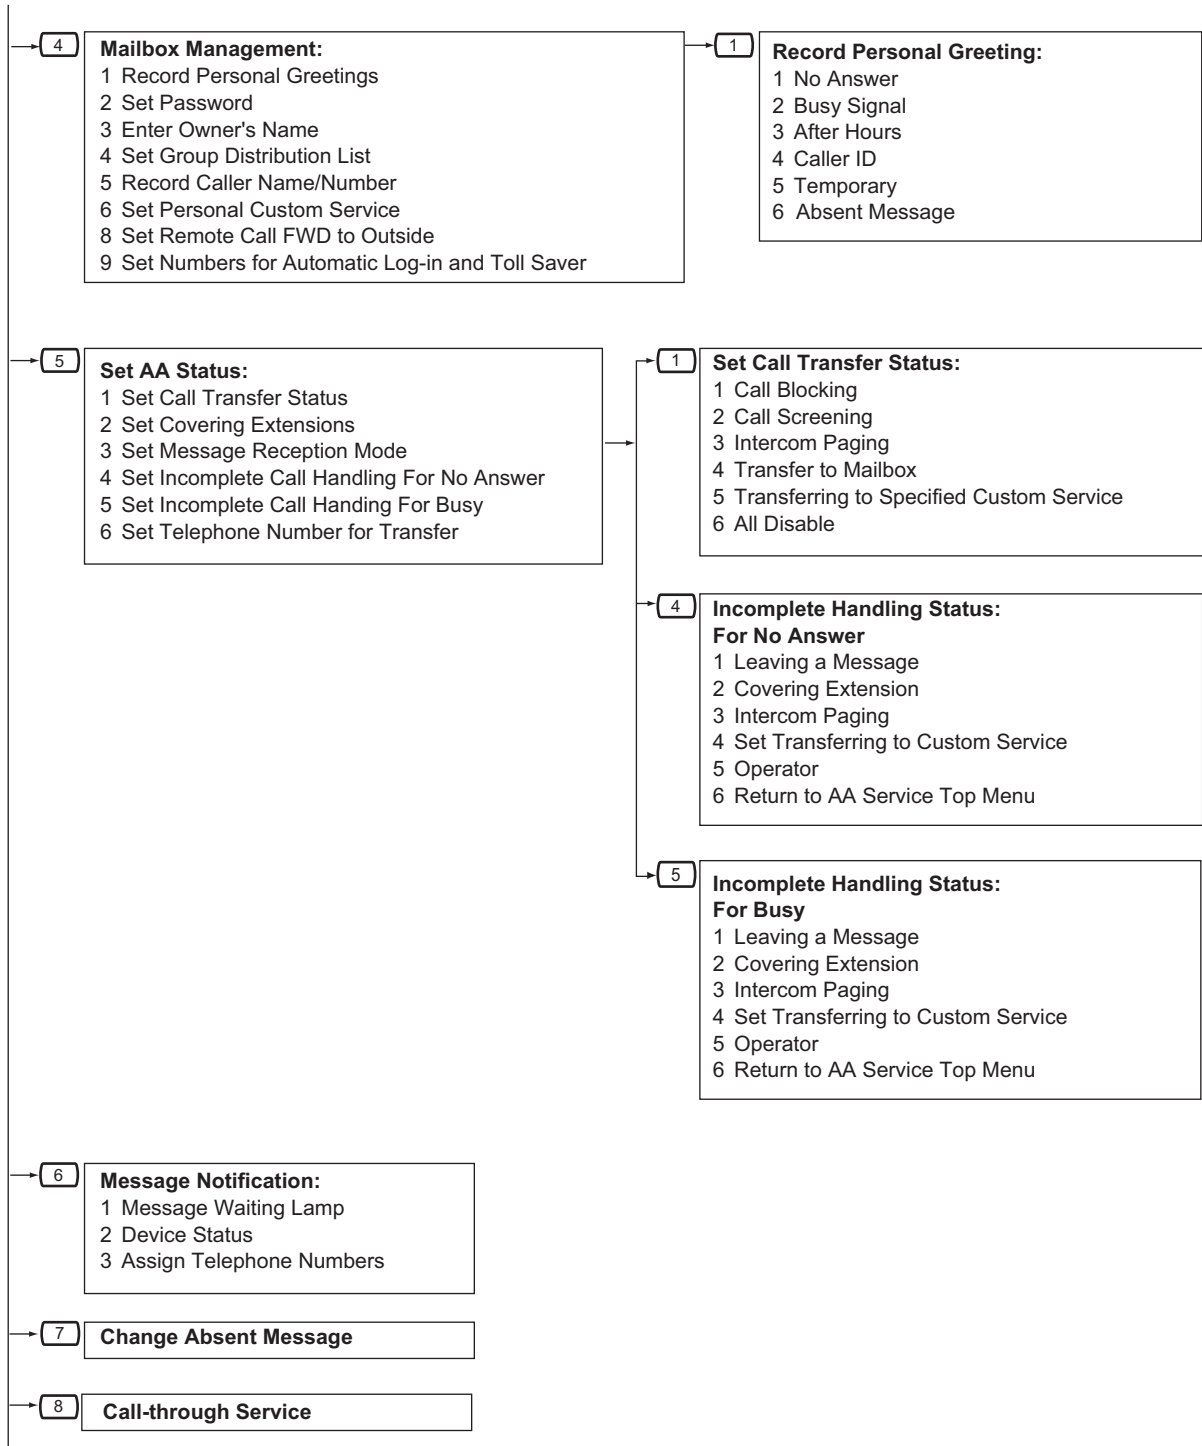 4
Mailbox Management:
1 Record Personal Greetings
2 Set Password
3 Enter Owner's Name
4 Set Group Distribution List
5 Record Caller Name/Number
6 Set Personal Custom Service
8 Set Remote Call FWD to Outside
9 Set Numbers for Automatic Log-in and Toll Saver
1
Record Personal Greeting:
1 No Answer
2 Busy Signal
3 After Hours
4 Caller ID
5 Temporary
6 Absent Message
5
Set AA Status:
1 Set Call Transfer Status
2 Set Covering Extensions
3 Set Message Reception Mode
4 Set Incomplete Call Handling For No Answer
5 Set Incomplete Call Handing For Busy
6 Set Telephone Number for Transfer
1
Set Call Transfer Status:
1 Call Blocking
2 Call Screening
3 Intercom Paging
4 Transfer to Mailbox
5 Transferring to Specified Custom Service
6 All Disable
4
Incomplete Handling Status:
For No Answer
1 Leaving a Message
2 Covering Extension
3 Intercom Paging
4 Set Transferring to Custom Service
5 Operator
6 Return to AA Service Top Menu
5
Incomplete Handling Status:
For Busy
1 Leaving a Message
2 Covering Extension
3 Intercom Paging
4 Set Transferring to Custom Service
5 Operator
6 Return to AA Service Top Menu
6
Message Notification:
1 Message Waiting Lamp
2 Device Status
3 Assign Telephone Numbers
7
Change Absent Message
8
Call-through Service